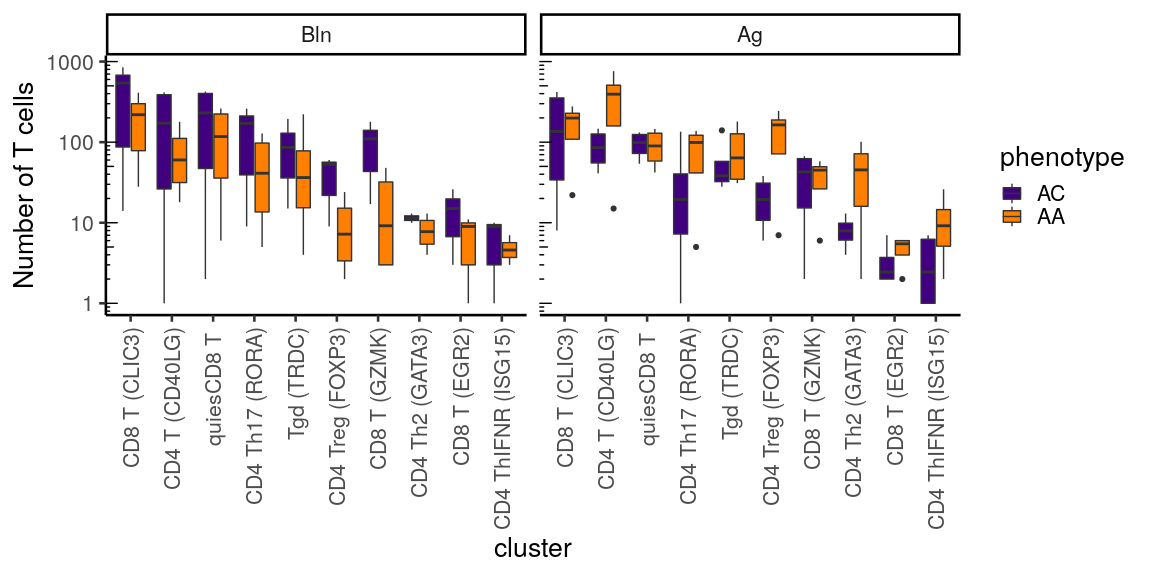 Bln
Ag
Number of T cells
1000
100
10
1
CD8 T (CLIC3)
CD4 T (CD40LG)
quiesCD8 T
CD4 Th17 (RORA)
Tgd (TRDC)
CD4 Treg (FOXP3)
CD8 T (GZMK)
CD4 Th2 (GATA3)
CD8 T (EGR2)
CD4 ThIFNR (ISG15)
CD8 T (CLIC3)
CD4 T (CD40LG)
quiesCD8 T
CD4 Th17 (RORA)
Tgd (TRDC)
CD4 Treg (FOXP3)
CD8 T (GZMK)
CD4 Th2 (GATA3)
CD8 T (EGR2)
CD4 ThIFNR (ISG15)
cluster
phenotype
AC
AA